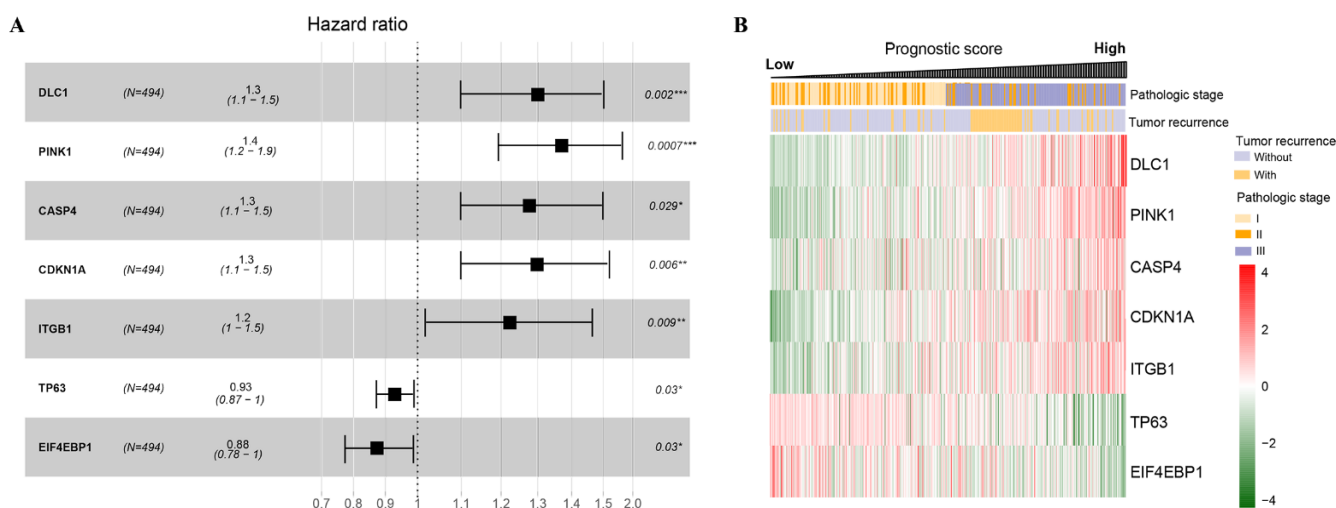 A
Hazard ratio
DLC1 (N=494) 1.3 0.002***
(1.1 − 1.5)
PINK1 (N=494) 1.4 0.0007***
(1.2 − 1.9)
CASP4 (N=494) 1.3 0.029*
(1.1 − 1.5)
CDKN1A (N=494) 1.3 0.006**
(1.1 − 1.5)
ITGB1 (N=494) 1.2 0.009**
(1 − 1.5)
TP63 (N=494) 0.93 0.03*
(0.87 − 1)
EIF4EBP1 (N=494) 0.88 0.03*
(0.78 − 1)
0.7 0.8 0.9 1 1.1 1.2 1.3 1.4 1.5 2.0
B
Prognostic score
Low High
Pathologic stage
Tumor recurrence
DLC1
PINK1
CASP4
CDKN1A
ITGB1
TP63
EIF4EBP1
Tumor recurrence
Without
With
Pathologic stage
I
II
III
4
2
0
−2
−4